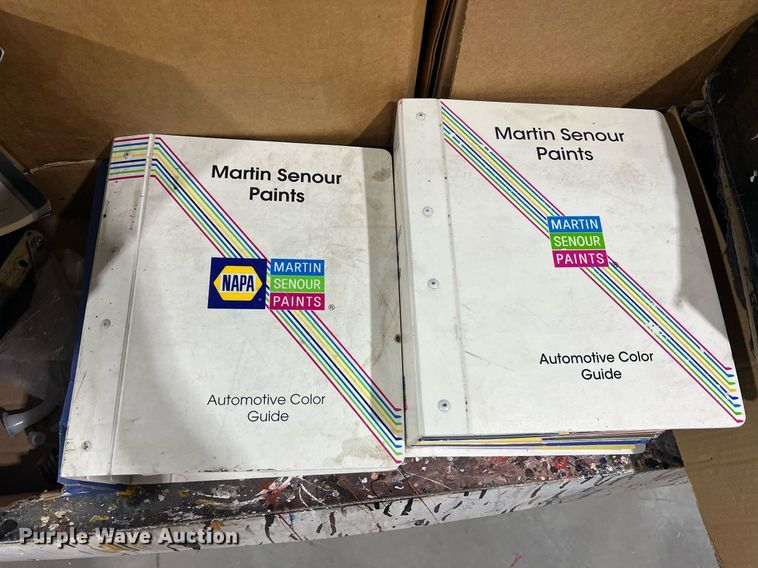 Martin Senour
Paints
NAPA
MARTIN
SENOUR
PAINTS
®
Automotive Color
Guide
Martin Senour
Paints
MARTIN
SENOUR
PAINTS
Automotive Color
Guide
Purple Wave Auction